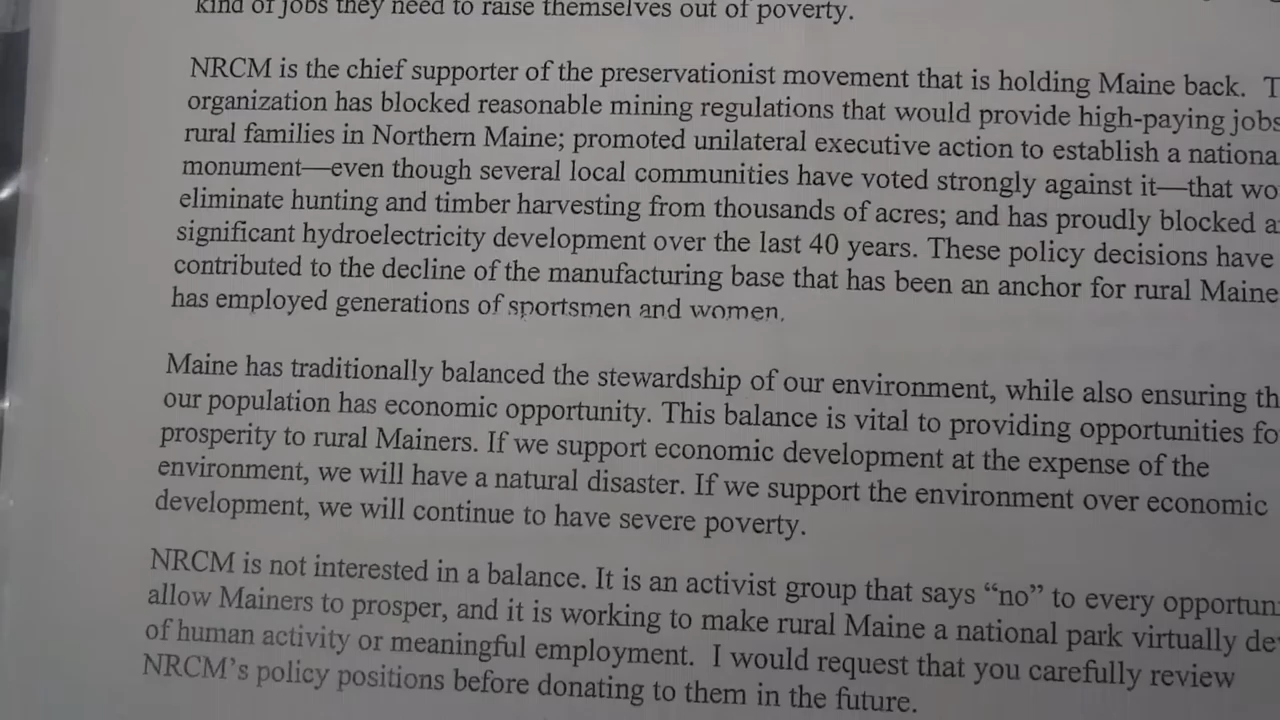 kind of jobs they need to raise themselves out of poverty.
NRCM is the chief supporter of the preservationist movement that is holding Maine back.
organization has blocked reasonable mining regulations that would provide high-paying jobs
rural families in Northern Maine; promoted unilateral executive action to establish a
monument—even though several local communities have voted strongly against it—that
eliminate hunting and timber harvesting from thousands of acres; and has proudly blocked
significant hydroelectricity development over the last 40 years. These policy decisions have
contributed to the decline of the manufacturing base that has been an anchor for rural Maine
has employed generations of sportsmen and women.
Maine has traditionally balanced the stewardship of our environment, while also ensuring
our population has economic opportunity. This balance is vital to providing opportunities
prosperity to rural Mainers. If we support economic development at the expense of the
environment, we will have a natural disaster. If we support the environment over economic
development, we will continue to have severe poverty.
NRCM is not interested in a balance. It is an activist group that says “no” to every
allow Mainers to prosper, and it is working to make rural Maine a national park virtually
of human activity or meaningful employment. I would request that you carefully review
NRCM’s policy positions before donating to them in the future.